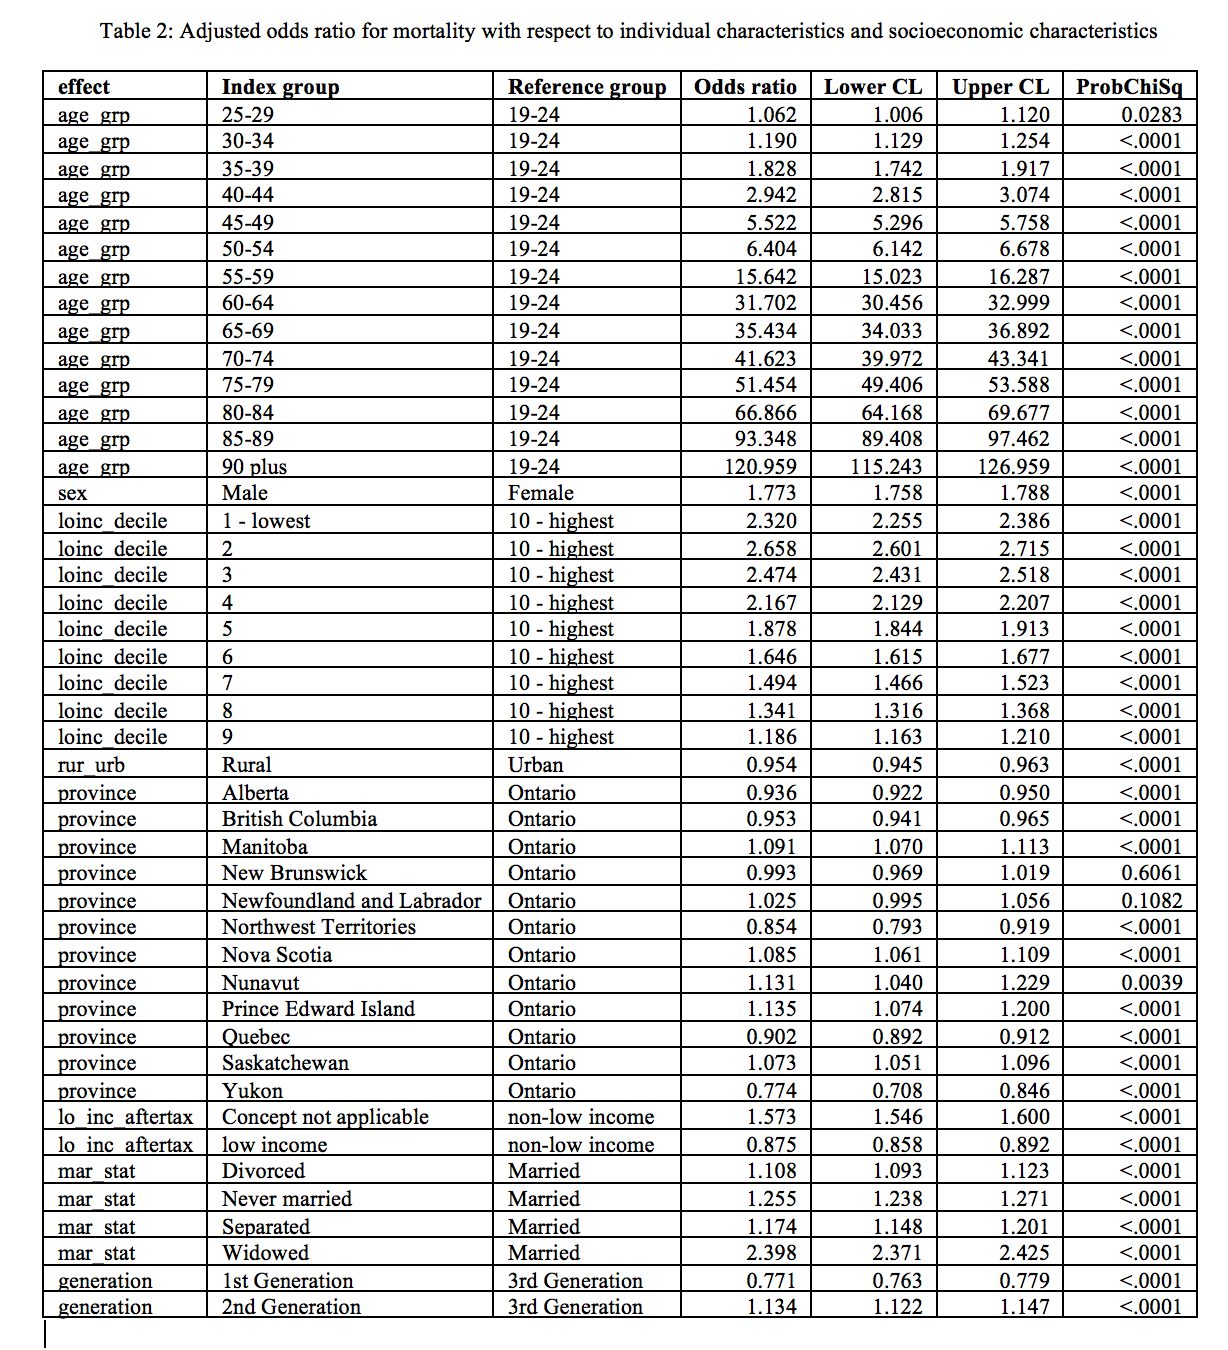 Table 2: Adjusted odds ratio for mortality with respect to individual characteristics and socioeconomic characteristics
effect Index group Reference group Odds ratio Lower CL Upper CL ProbChiSq
age_grp 25-29 19-24 1.062 1.006 1.120 0.0283
age_grp 30-34 19-24 1.190 1.129 1.254 <.0001
age_grp 35-39 19-24 1.828 1.742 1.917 <.0001
age_grp 40-44 19-24 2.942 2.815 3.074 <.0001
age_grp 45-49 19-24 5.522 5.296 5.758 <.0001
age_grp 50-54 19-24 6.404 6.142 6.678 <.0001
age_grp 55-59 19-24 15.642 15.023 16.287 <.0001
age_grp 60-64 19-24 31.702 30.456 32.999 <.0001
age_grp 65-69 19-24 35.434 34.033 36.892 <.0001
age_grp 70-74 19-24 41.623 39.972 43.341 <.0001
age_grp 75-79 19-24 51.454 49.406 53.588 <.0001
age_grp 80-84 19-24 66.866 64.168 69.677 <.0001
age_grp 85-89 19-24 93.348 89.408 97.462 <.0001
age_grp 90 plus 19-24 120.959 115.243 126.959 <.0001
sex Male Female 1.773 1.758 1.788 <.0001
loinc_decile 1 - lowest 10 - highest 2.320 2.255 2.386 <.0001
loinc_decile 2 10 - highest 2.658 2.601 2.715 <.0001
loinc_decile 3 10 - highest 2.474 2.431 2.518 <.0001
loinc_decile 4 10 - highest 2.167 2.129 2.207 <.0001
loinc_decile 5 10 - highest 1.878 1.844 1.913 <.0001
loinc_decile 6 10 - highest 1.646 1.615 1.677 <.0001
loinc_decile 7 10 - highest 1.494 1.466 1.523 <.0001
loinc_decile 8 10 - highest 1.341 1.316 1.368 <.0001
loinc_decile 9 10 - highest 1.186 1.163 1.210 <.0001
rur_urb Rural Urban 0.954 0.945 0.963 <.0001
province Alberta Ontario 0.936 0.922 0.950 <.0001
province British Columbia Ontario 0.953 0.941 0.965 <.0001
province Manitoba Ontario 1.091 1.070 1.113 <.0001
province New Brunswick Ontario 0.993 0.969 1.019 0.6061
province Newfoundland and Labrador Ontario 1.025 0.995 1.056 0.1082
province Northwest Territories Ontario 0.854 0.793 0.919 <.0001
province Nova Scotia Ontario 1.085 1.061 1.109 <.0001
province Nunavut Ontario 1.131 1.040 1.229 0.0039
province Prince Edward Island Ontario 1.135 1.074 1.200 <.0001
province Quebec Ontario 0.902 0.892 0.912 <.0001
province Saskatchewan Ontario 1.073 1.051 1.096 <.0001
province Yukon Ontario 0.774 0.708 0.846 <.0001
lo_inc_aftertax Concept not applicable non-low income 1.573 1.546 1.600 <.0001
lo_inc_aftertax low income non-low income 0.875 0.858 0.892 <.0001
mar_stat Divorced Married 1.108 1.093 1.123 <.0001
mar_stat Never married Married 1.255 1.238 1.271 <.0001
mar_stat Separated Married 1.174 1.148 1.201 <.0001
mar_stat Widowed Married 2.398 2.371 2.425 <.0001
generation 1st Generation 3rd Generation 0.771 0.763 0.779 <.0001
generation 2nd Generation 3rd Generation 1.134 1.122 1.147 <.0001